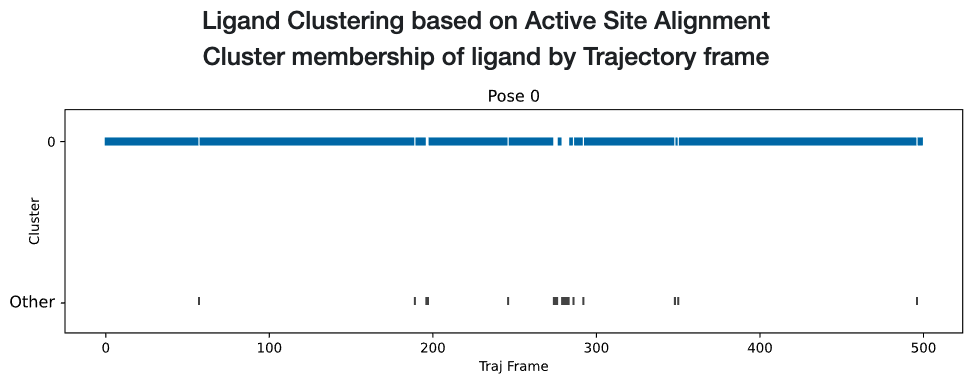 Ligand Clustering based on Active Site Alignment
Cluster membership of ligand by Trajectory frame
Pose 0
0
Cluster
Other
0 100 200 300 400 500
Traj Frame